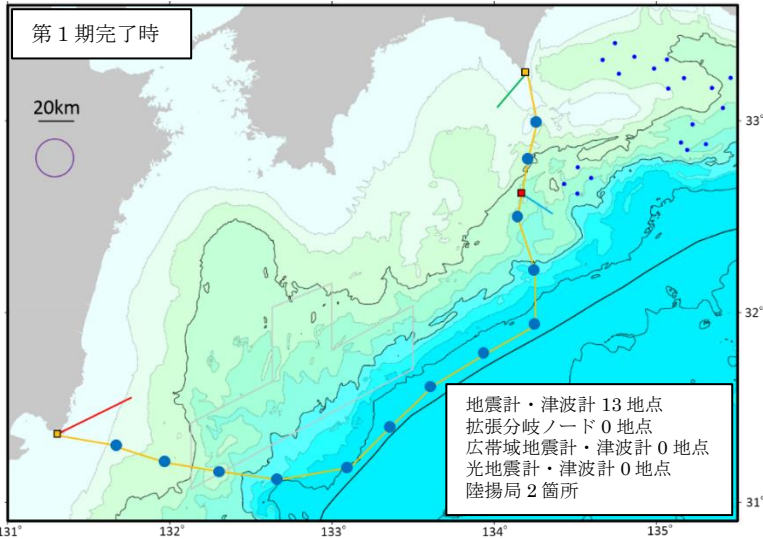 第１期完了時
20km
33°
32°
地震計・津波計 13 地点
拡張分岐ノード 0 地点
広帯域地震計・津波計 0 地点
光地震計・津波計 0 地点
陸揚局 2 箇所
31°
131° 132° 133° 134° 135°